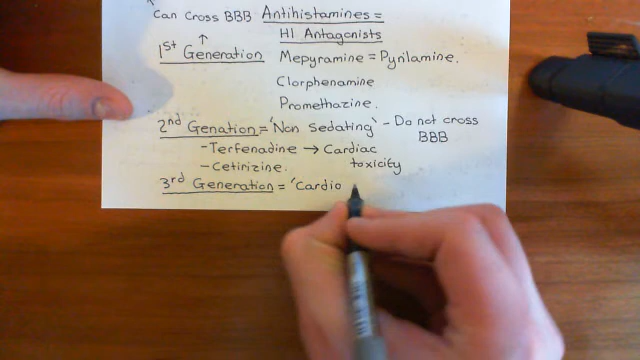 Can Cross BBB Antihistamines =
H1 Antagonists
1st Generation Mepyramine = Pyrilamine.
Clorphenamine
Promethazine.
2nd Genation = 'Non Sedating' - Do not cross
BBB
- Terfenadine → Cardiac
toxicity
- Cetirizine.
3rd Generation = 'Cardio